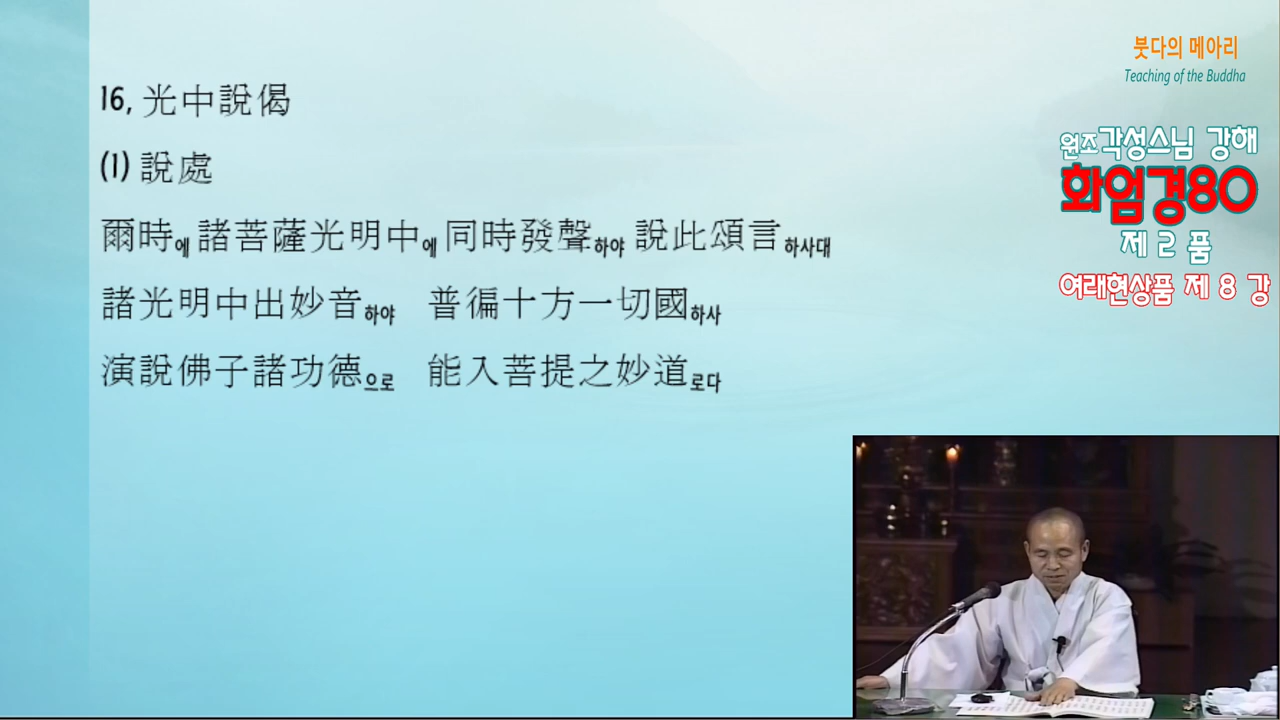 16, 光中說偈
(1) 說處
爾時에 諸菩薩光明中에 同時發聲하야 說此頌言하사대
諸光明中出妙音하야 普徧十方一切國하사
演說佛子諸功德으로 能入菩提之妙道로다
붓다의 메아리
Teaching of the Buddha
원조각성스님 강해
화엄경80
제 2 품
여래현상품 제 8 강